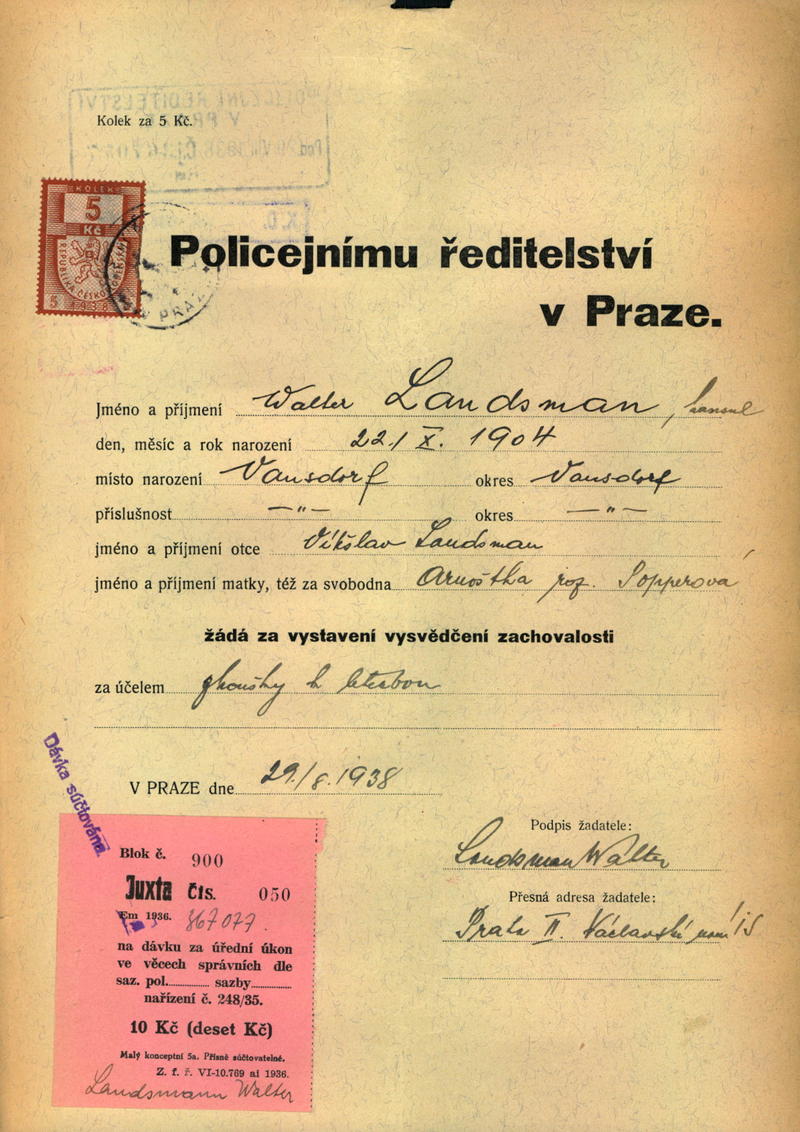 Kolek za 5 Kč.
KOLEK
5
Kč
REPUBLIKA ČESKOSLOVENSKÁ
5 1938
PRAZ
Policejnímu ředitelství
v Praze.
Jméno a příjmení Walter Landsman,
den, měsíc a rok narození 22/X. 1904
místo narození Vansdorf okres Vansdorf
příslušnost —"— okres —"—
jméno a příjmení otce Vítěslav Landsman
jméno a příjmení matky, též za svobodna Arnoštka roz. Popperová
žádá za vystavení vysvědčení zachovalosti
za účelem zkoušky
V PRAZE dne 29./8. 1938
Dávka súčtována
Podpis žadatele:
Landsman Walter
Přesná adresa žadatele:
Praha II. Václavské nám 15
Blok č. 900
Juxta čís. 050
Em 1936. 867077
na dávku za úřední úkon
ve věcech správních dle
saz. pol. sazby
nařízení č. 248/35.
10 Kč (deset Kč)
Malý konceptní 5a. Přísně súčtovatelné.
Z. f. ř. VI-10.769 ai 1936.
Landsmann Walter